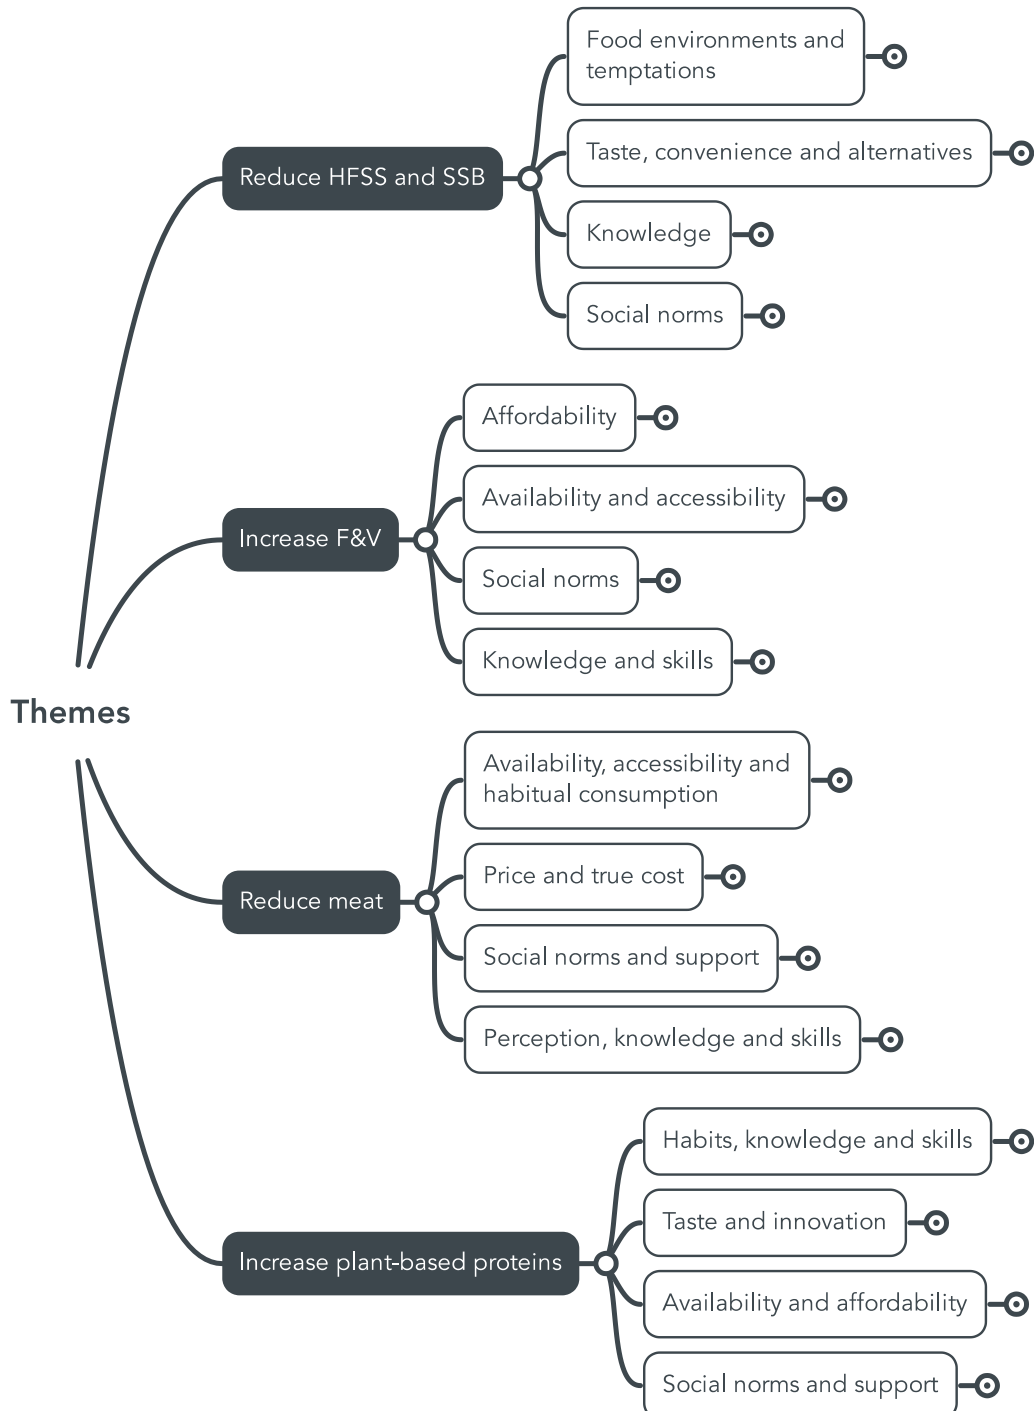 Food environments and
temptations
Taste, convenience and alternatives
Reduce HFSS and SSB
Knowledge
Social norms
Affordability
Availability and accessibility
Increase F&V
Social norms
Knowledge and skills
Themes
Availability, accessibility and
habitual consumption
Price and true cost
Reduce meat
Social norms and support
Perception, knowledge and skills
Habits, knowledge and skills
Taste and innovation
Increase plant-based proteins
Availability and affordability
Social norms and support